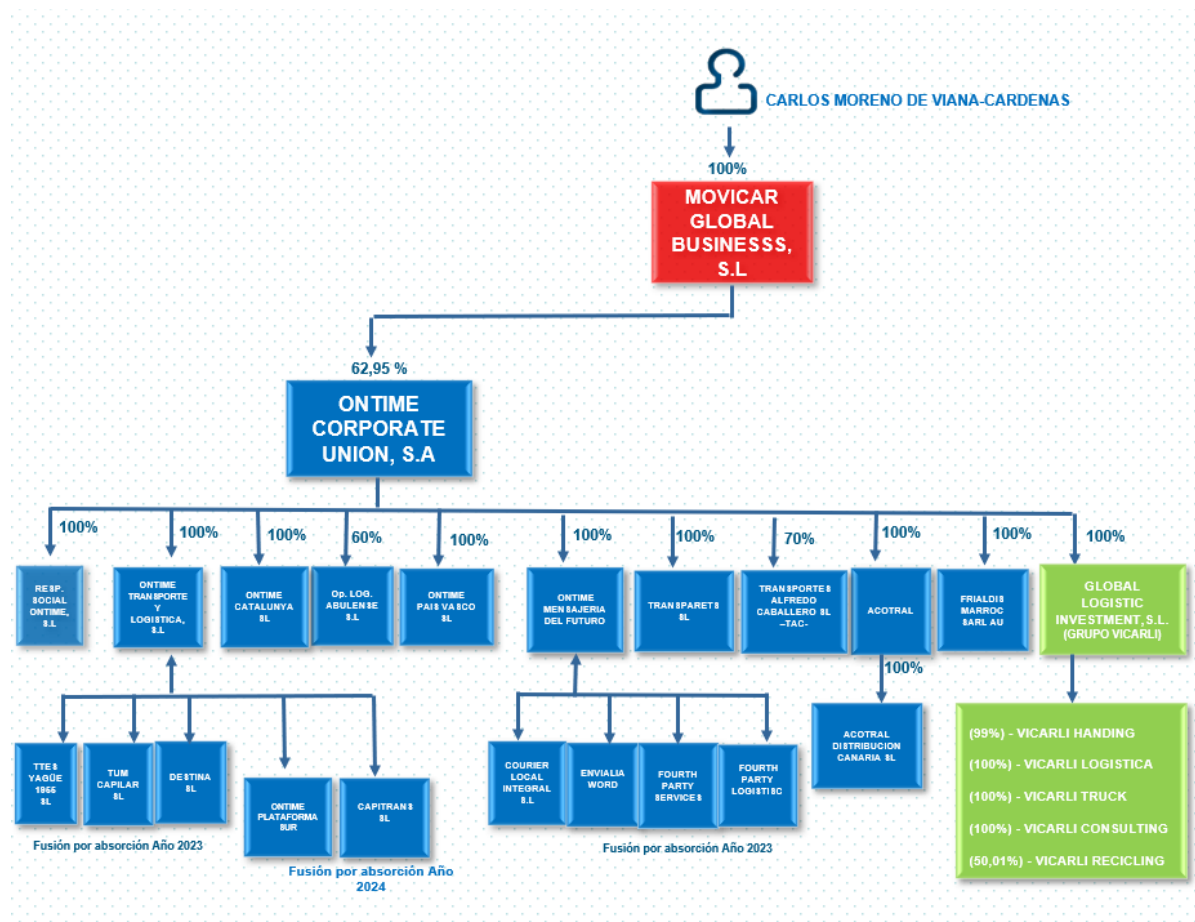 CARLOS MORENO DE VIANA-CARDENAS
100%
MOVICAR
GLOBAL
BUSINESSS,
S.L
62,95 %
ONTIME
CORPORATE
UNION, S.A
100%
100%
100%
60%
100%
100%
100%
70%
100%
100%
100%
RESP.
SOCIAL
ONTIME,
S.L
ONTIME
TRANSPORTE
Y
LOGISTICA,
S.L
ONTIME
CATALUNYA
SL
Op. LOG.
ABULENSE
S.L
ONTIME
PAIS VASCO
SL
ONTIME
MENSAJERIA
DEL FUTURO
TRANSPARETS
SL
TRANSPORTES
ALFREDO
CABALLERO SL
–TAC-
ACOTRAL
FRIALDIS
MARROC
SARL AU
GLOBAL
LOGISTIC
INVESTMENT, S.L.
(GRUPO VICARLI)
100%
TTES
YAGÜE
1966
SL
TUM
CAPILAR
SL
DESTINA
SL
ONTIME
PLATAFORMA
SUR
CAPITRANS
SL
COURIER
LOCAL
INTEGRAL
S.L
ENVIALIA
WORD
FOURTH
PARTY
SERVICES
FOURTH
PARTY
LOGISTISC
ACOTRAL
DISTRIBUCION
CANARIA SL
(99%) - VICARLI HANDING
(100%) - VICARLI LOGISTICA
(100%) - VICARLI TRUCK
(100%) - VICARLI CONSULTING
(50,01%) - VICARLI RECICLING
Fusión por absorción Año 2023
Fusión por absorción Año
2024
Fusión por absorción Año 2023